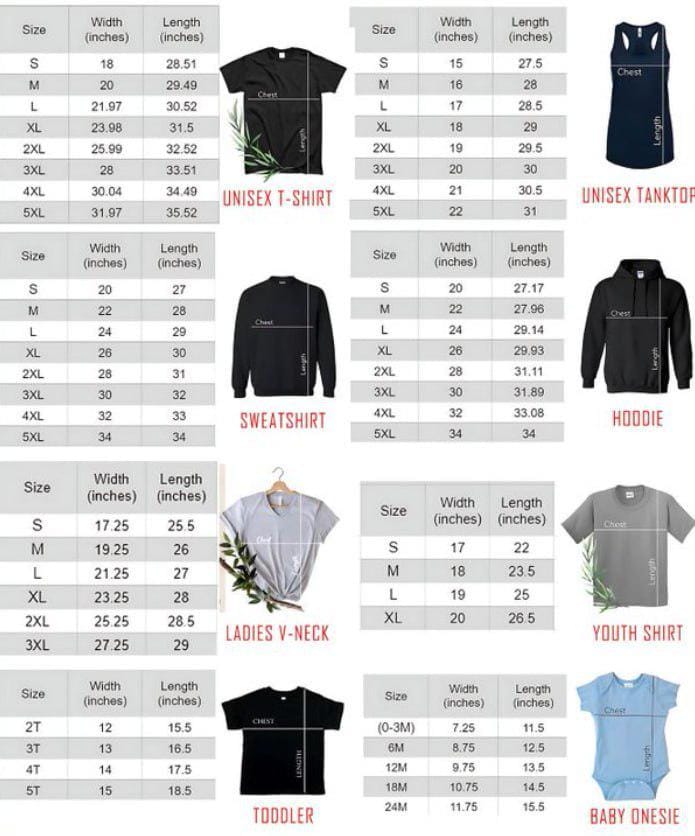 Size Width (inches) Length (inches)
S 18 28.51
M 20 29.49
L 21.97 30.52
XL 23.98 31.5
2XL 25.99 32.52
3XL 28 33.51
4XL 30.04 34.49
5XL 31.97 35.52
Chest
Length
UNISEX T-SHIRT
Size Width (inches) Length (inches)
S 15 27.5
M 16 28
L 17 28.5
XL 18 29
2XL 19 29.5
3XL 20 30
4XL 21 30.5
5XL 22 31
Chest
Length
UNISEX TANKTOP
Size Width (inches) Length (inches)
S 20 27
M 22 28
L 24 29
XL 26 30
2XL 28 31
3XL 30 32
4XL 32 33
5XL 34 34
Chest
Length
SWEATSHIRT
Size Width (inches) Length (inches)
S 20 27.17
M 22 27.96
L 24 29.14
XL 26 29.93
2XL 28 31.11
3XL 30 31.89
4XL 32 33.08
5XL 34 34
Chest
Length
HOODIE
Size Width (inches) Length (inches)
S 17.25 25.5
M 19.25 26
L 21.25 27
XL 23.25 28
2XL 25.25 28.5
3XL 27.25 29
LADIES V-NECK
Size Width (inches) Length (inches)
S 17 22
M 18 23.5
L 19 25
XL 20 26.5
Chest
Length
YOUTH SHIRT
Size Width (inches) Length (inches)
2T 12 15.5
3T 13 16.5
4T 14 17.5
5T 15 18.5
CHEST
LENGTH
TODDLER
Size Width (inches) Length (inches)
(0-3M) 7.25 11.5
6M 8.75 12.5
12M 9.75 13.5
18M 10.75 14.5
24M 11.75 15.5
Chest
Length
BABY ONESIE